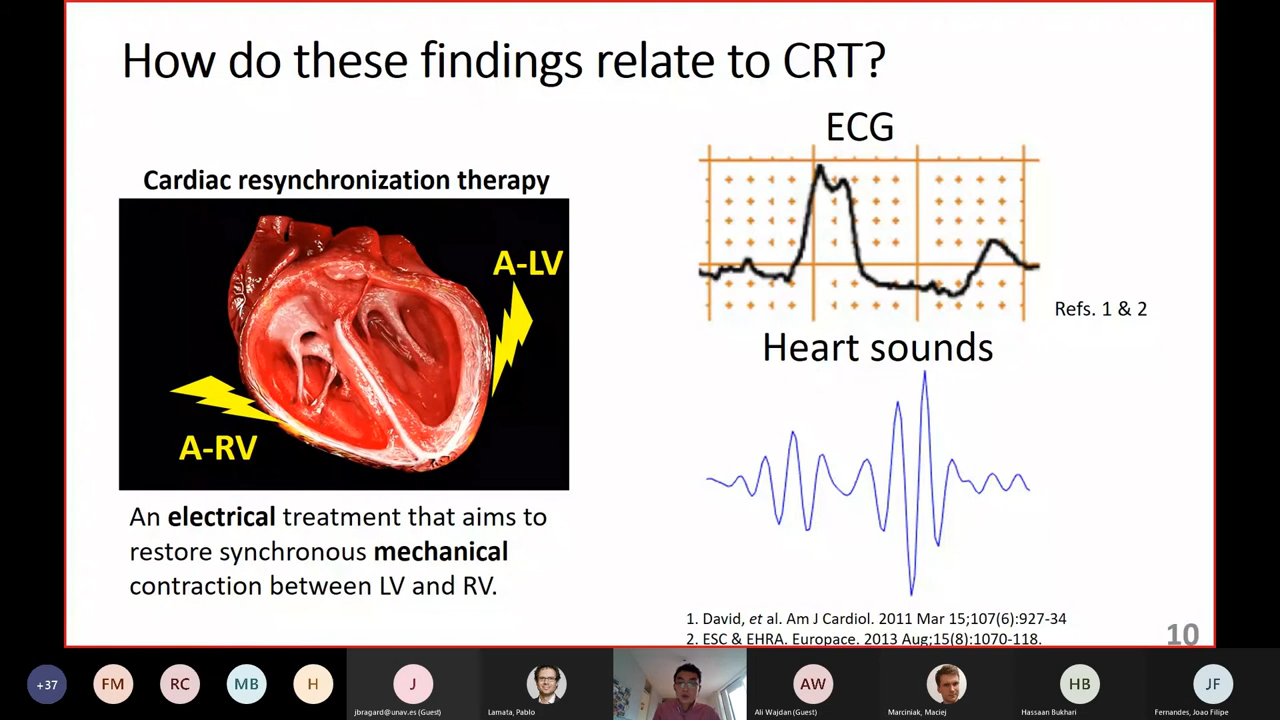 How do these findings relate to CRT?
Cardiac resynchronization therapy
A-LV
A-RV
An electrical treatment that aims to
restore synchronous mechanical
contraction between LV and RV.
ECG
Refs. 1 & 2
Heart sounds
1. David, et al. Am J Cardiol. 2011 Mar 15;107(6):927-34
2. ESC & EHRA. Europace. 2013 Aug;15(8):1070-118.
10
+37
FM
RC
MB
H
J
jbragard@unav.es (Guest)
Lamata, Pablo
AW
Ali Wajdan (Guest)
Marciniak, Maciej
HB
Hassaan Bukhari
JF
Fernandes, Joao Filipe